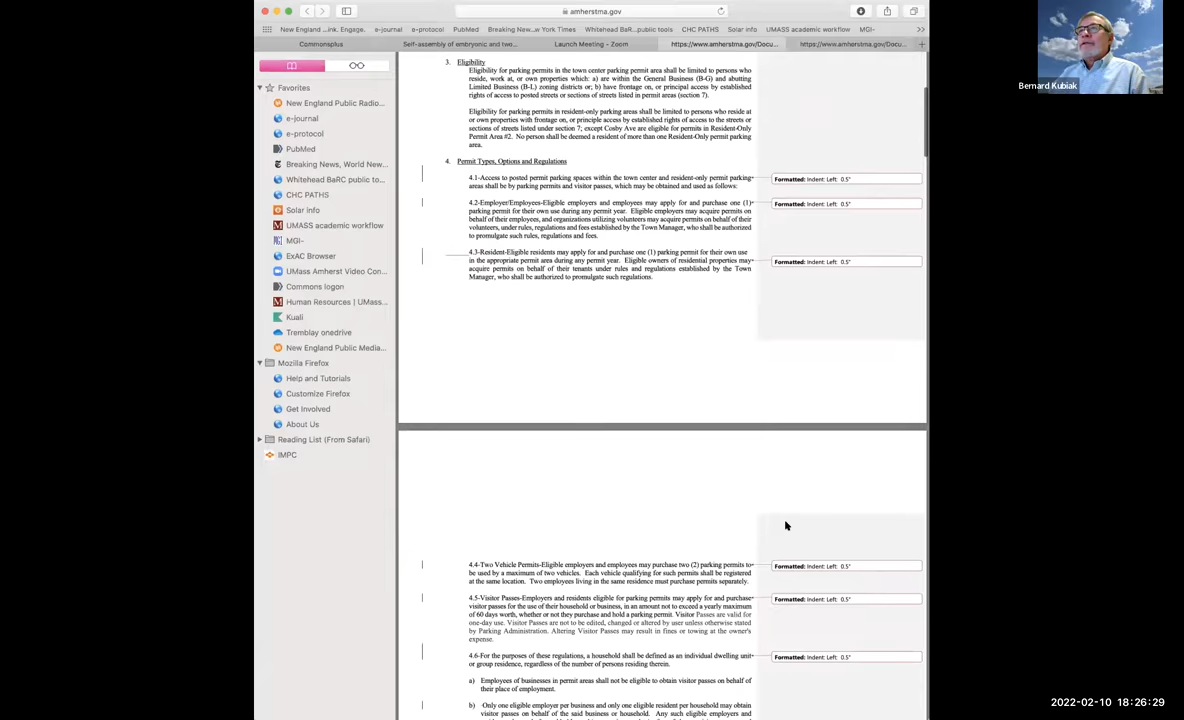 amherstma.gov
New England ...ink. Engage.
e-journal
e-protocol
PubMed
Breaking New...w York Times
Whitehead BaR...public tools
CHC PATHS
Solar info
UMASS academic workflow
MGI-
Commonsplus
Self-assembly of embryonic and two...
Launch Meeting - Zoom
https://www.amherstma.gov/Docu...
https://www.amherstma.gov/Docu...
Favorites
New England Public Radio...
e-journal
e-protocol
PubMed
Breaking News, World New...
Whitehead BaRC public to...
CHC PATHS
Solar info
UMASS academic workflow
MGI-
ExAC Browser
UMass Amherst Video Con...
Commons logon
Human Resources | UMass...
Kuali
Tremblay onedrive
New England Public Media...
Mozilla Firefox
Help and Tutorials
Customize Firefox
Get Involved
About Us
Reading List (From Safari)
IMPC
3. Eligibility
Eligibility for parking permits in the town center parking permit area shall be limited to persons who
reside, work at, or own properties which: a) are within the General Business (B-G) and abutting
Limited Business (B-L) zoning districts or; b) have frontage on, or principal access by established
rights of access to posted streets or sections of streets listed in permit areas (section 7).
Eligibility for parking permits in resident-only parking areas shall be limited to persons who reside at
or own properties with frontage on, or principle access by established rights of access to the streets or
sections of streets listed under section 7; except Cosby Ave are eligible for permits in Resident-Only
Permit Area #2. No person shall be deemed a resident of more than one Resident-Only permit parking
area.
4. Permit Types, Options and Regulations
4.1-Access to posted permit parking spaces within the town center and resident-only permit parking
areas shall be by parking permits and visitor passes, which may be obtained and used as follows:
4.2-Employer/Employees-Eligible employers and employees may apply for and purchase one (1)
parking permit for their own use during any permit year. Eligible employers may acquire permits on
behalf of their employees, and organizations utilizing volunteers may acquire permits on behalf of their
volunteers, under rules, regulations and fees established by the Town Manager, who shall be authorized
to promulgate such rules, regulations and fees.
4.3-Resident-Eligible residents may apply for and purchase one (1) parking permit for their own use
in the appropriate permit area during any permit year. Eligible owners of residential properties may
acquire permits on behalf of their tenants under rules and regulations established by the Town
Manager, who shall be authorized to promulgate such regulations.
Formatted: Indent: Left: 0.5"
Formatted: Indent: Left: 0.5"
Formatted: Indent: Left: 0.5"
4.4-Two Vehicle Permits-Eligible employers and employees may purchase two (2) parking permits to
be used by a maximum of two vehicles. Each vehicle qualifying for such permits shall be registered
at the same location. Two employees living in the same residence must purchase permits separately.
4.5-Visitor Passes-Employers and residents eligible for parking permits may apply for and purchase
visitor passes for the use of their household or business, in an amount not to exceed a yearly maximum
of 60 days worth, whether or not they purchase and hold a parking permit. Visitor Passes are valid for
one-day use. Visitor Passes are not to be edited, changed or altered by user unless otherwise stated
by Parking Administration. Altering Visitor Passes may result in fines or towing at the owner's
expense.
4.6-For the purposes of these regulations, a household shall be defined as an individual dwelling unit
or group residence, regardless of the number of persons residing therein.
a) Employees of businesses in permit areas shall not be eligible to obtain visitor passes on behalf of
their place of employment.
b) Only one eligible employer per business and only one eligible resident per household may obtain
visitor passes on behalf of the said business or household. Any such eligible employers and
Formatted: Indent: Left: 0.5"
Formatted: Indent: Left: 0.5"
Formatted: Indent: Left: 0.5"
Bernard Kubiak
2022-02-10 18:26:29